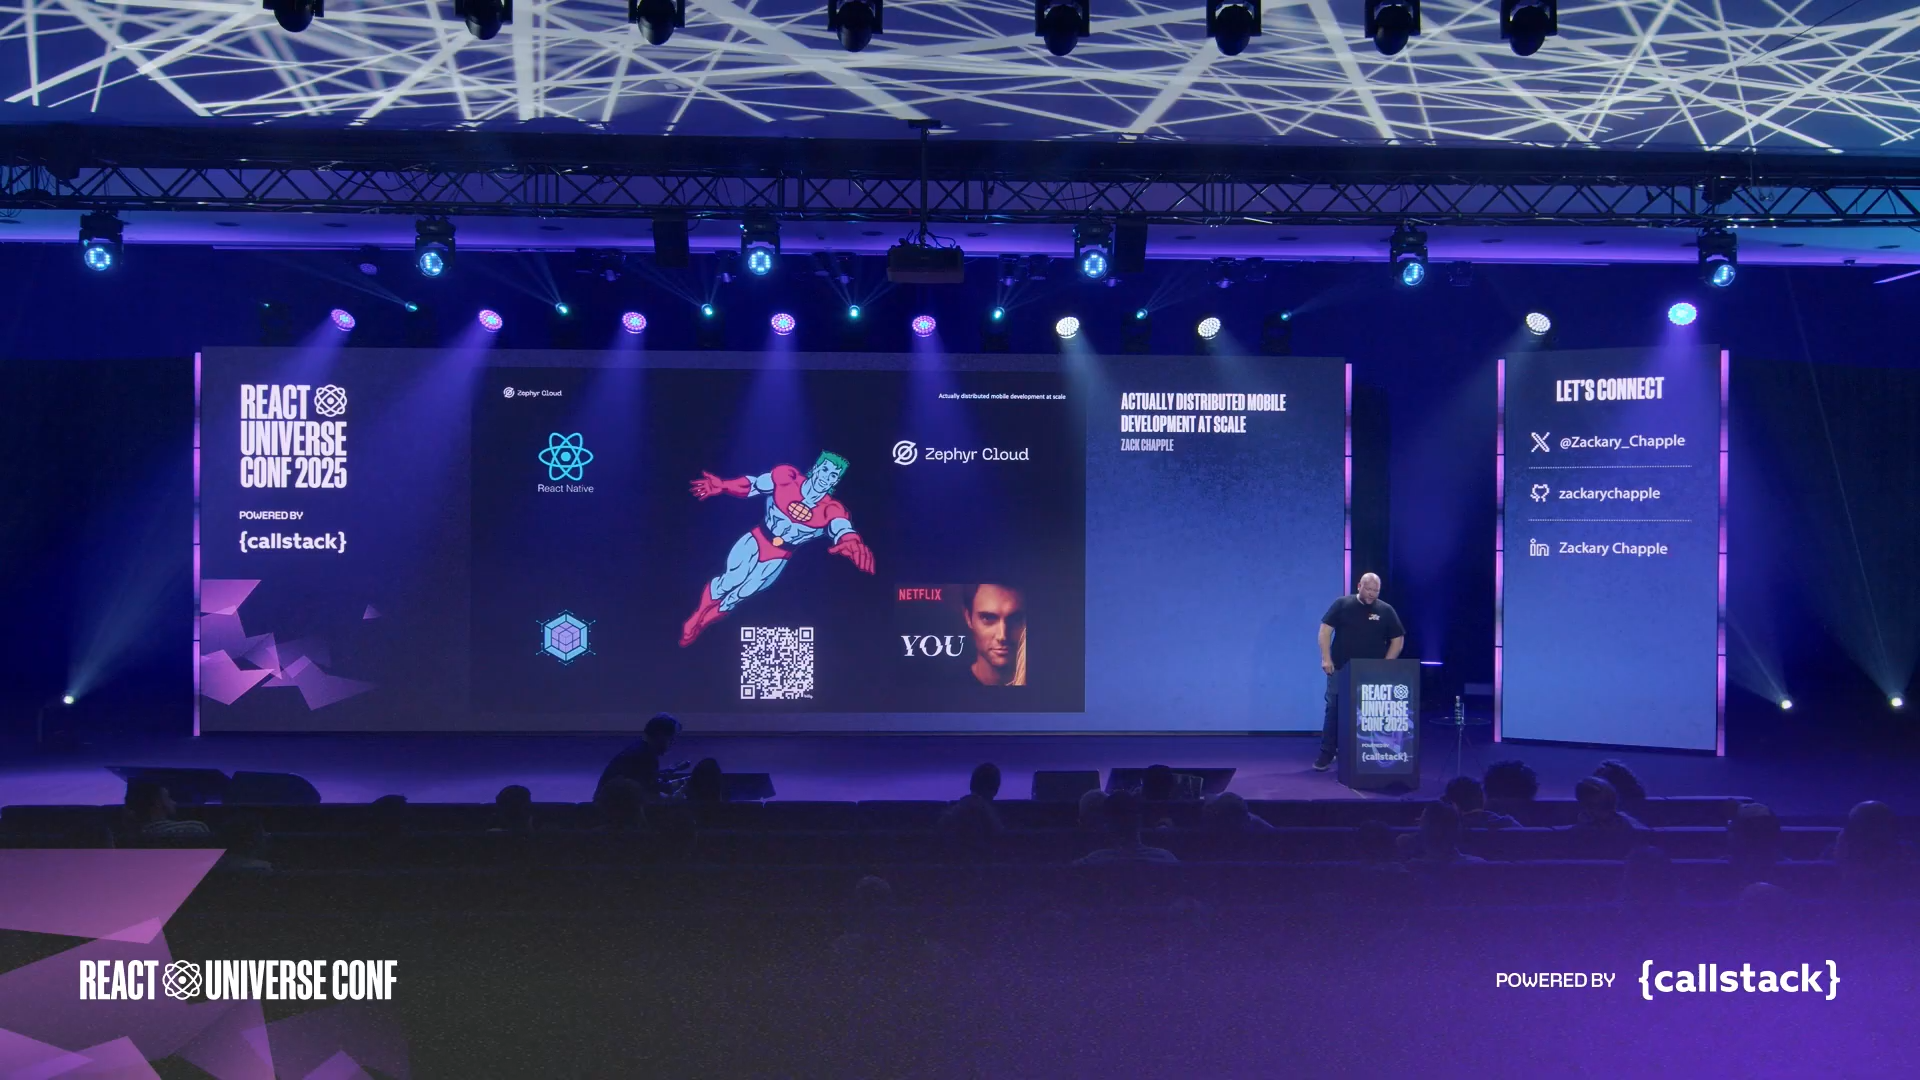 REACT
UNIVERSE
CONF 2025
POWERED BY
{callstack}
Zephyr Cloud
Actually distributed mobile development at scale
React Native
Zephyr Cloud
NETFLIX
YOU
ACTUALLY DISTRIBUTED MOBILE
DEVELOPMENT AT SCALE
ZACK CHAPPLE
LET'S CONNECT
@Zackary_Chapple
zackarychapple
Zackary Chapple
REACT
UNIVERSE
CONF 2025
POWERED BY
{callstack}
REACT UNIVERSE CONF
POWERED BY {callstack}